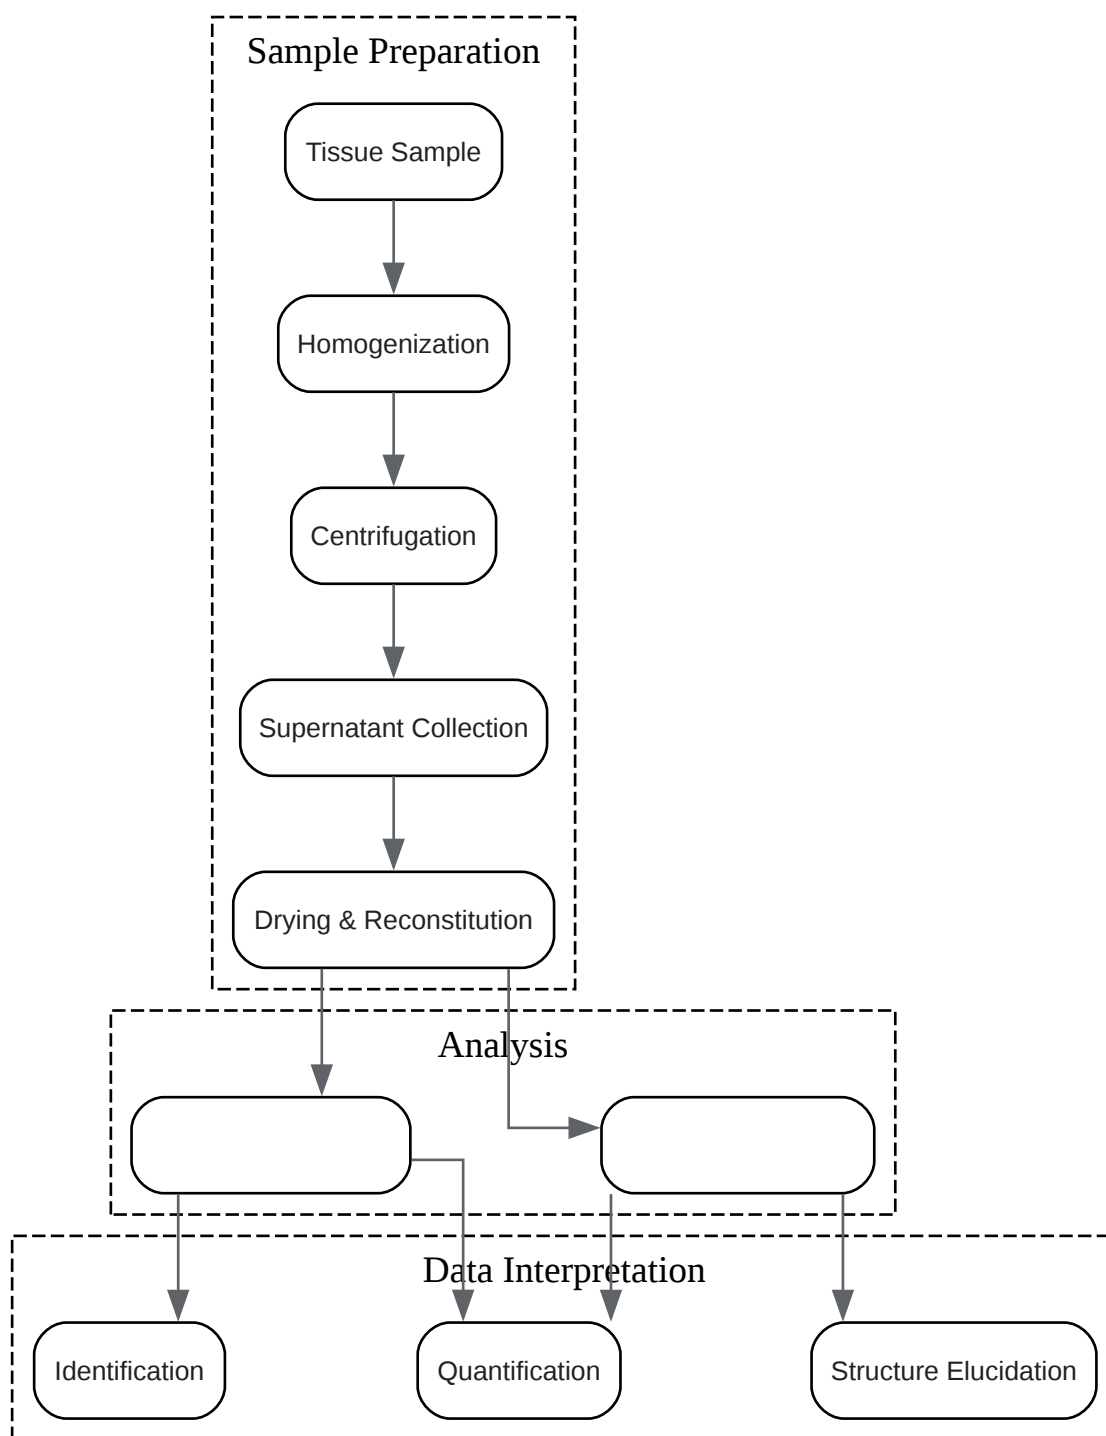 Sample Preparation
Tissue Sample
Homogenization
Centrifugation
Supernatant Collection
Drying & Reconstitution
Analysis
Data Interpretation
Identification
Quantification
Structure Elucidation